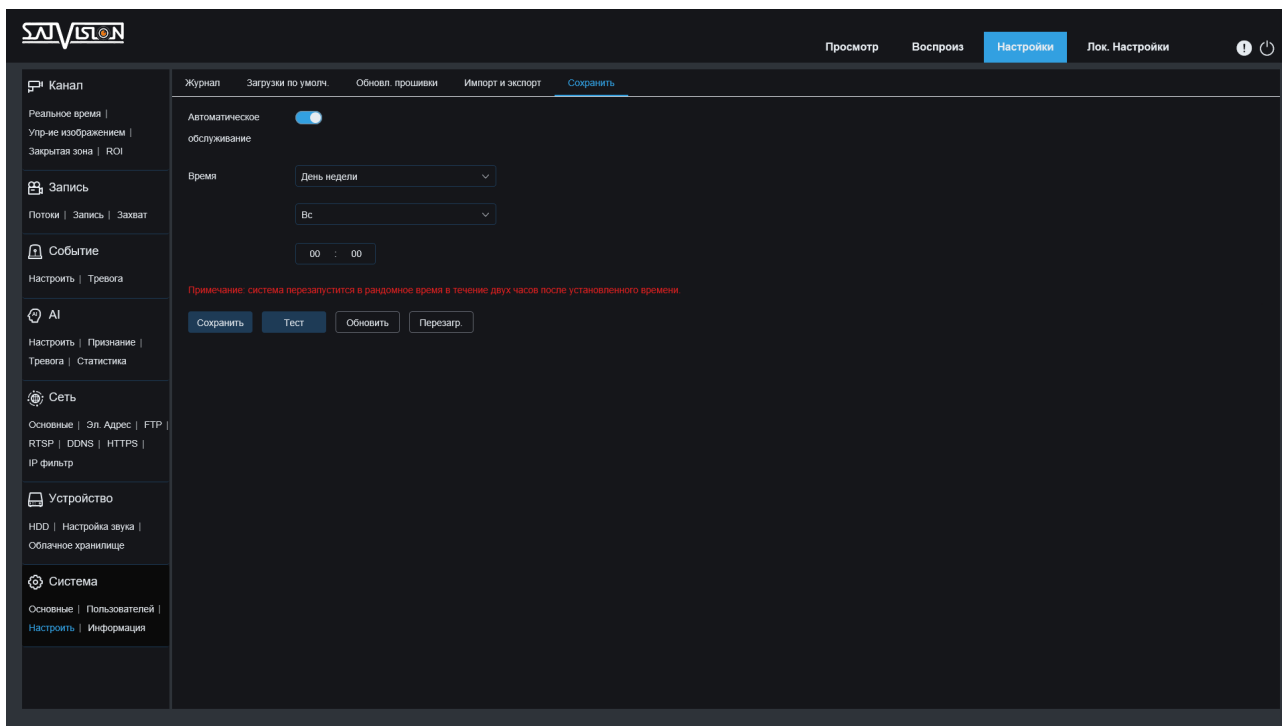 SATVISION
Просмотр Воспроиз Настройки Лок. Настройки
Канал
Реальное время |
Упр-ие изображением |
Закрытая зона | ROI
Запись
Потоки | Запись | Захват
Событие
Настроить | Тревога
AI
Настроить | Признание |
Тревога | Статистика
Сеть
Основные | Эл. Адрес | FTP |
RTSP | DDNS | HTTPS |
IP фильтр
Устройство
HDD | Настройка звука |
Облачное хранилище
Система
Основные | Пользователей |
Настроить | Информация
Журнал Загрузки по умолч. Обновл. прошивки Импорт и экспорт Сохранить
Автоматическое
обслуживание
Время День недели
Вс
00 : 00
Примечание: система перезапустится в рандомное время в течение двух часов после установленного времени.
Сохранить Тест Обновить Перезагр.